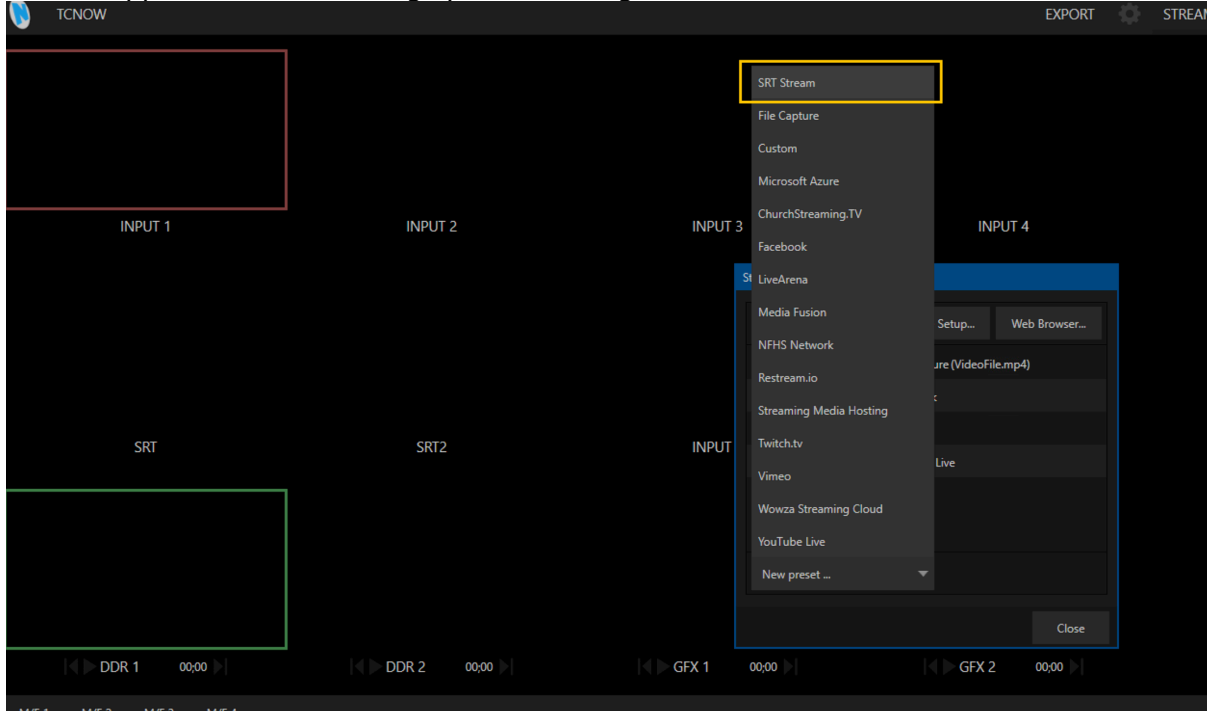 TCNOW EXPORT
SRT Stream
File Capture
Custom
Microsoft Azure
ChurchStreaming.TV
INPUT 1 INPUT 2 INPUT 3 INPUT 4
Facebook
LiveArena
Media Fusion
Setup... Web Browser...
NFHS Network
(VideoFile.mp4)
Restream.io
Streaming Media Hosting
SRT SRT2 INPUT
Twitch.tv
Live
Vimeo
Wowza Streaming Cloud
YouTube Live
New preset ...
Close
DDR 1 00;00 DDR 2 00;00 GFX 1 00;00 GFX 2 00;00